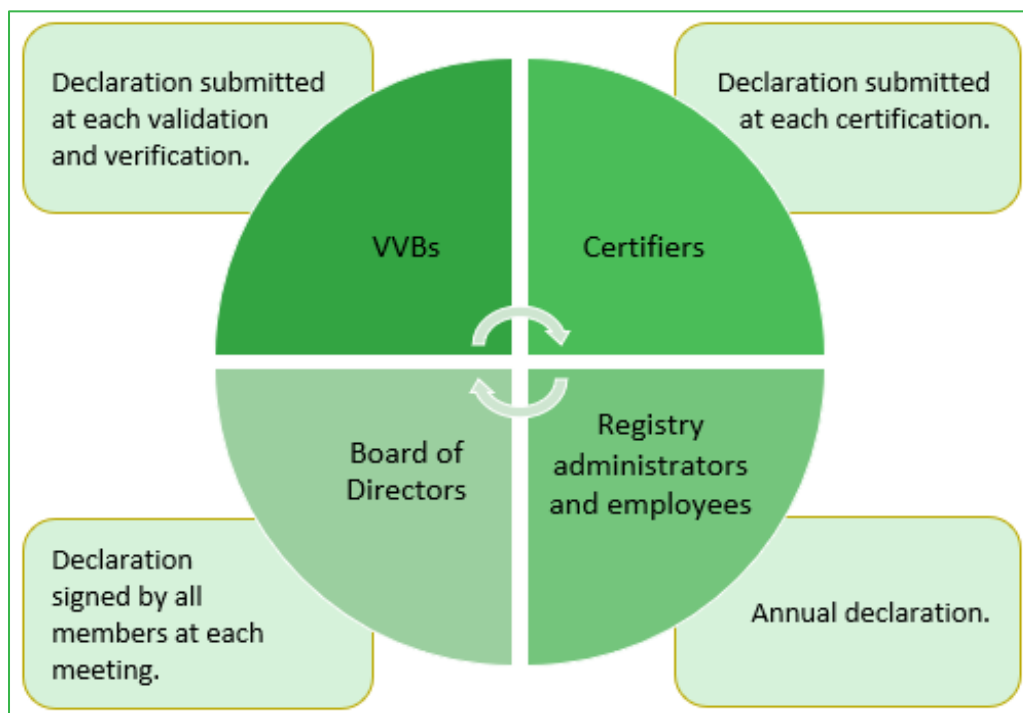 Declaration submitted
at each validation
and verification.
Declaration submitted
at each certification.
VVBs
Certifiers
Board of
Directors
Registry
administrators
and employees
Declaration
signed by all
members at each
meeting.
Annual declaration.